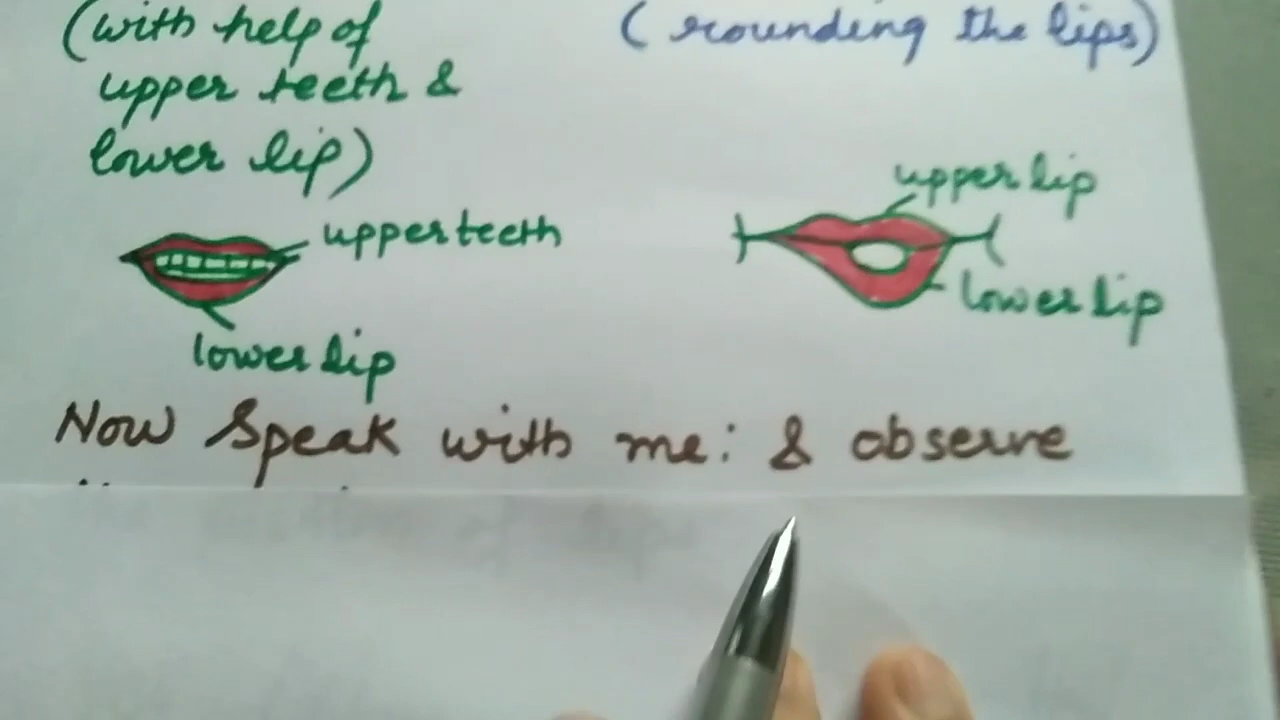 (with help of
upper teeth &
lower lip)
upper teeth
lower lip
(rounding the lips)
upper lip
lower lip
Now Speak with me: & observe